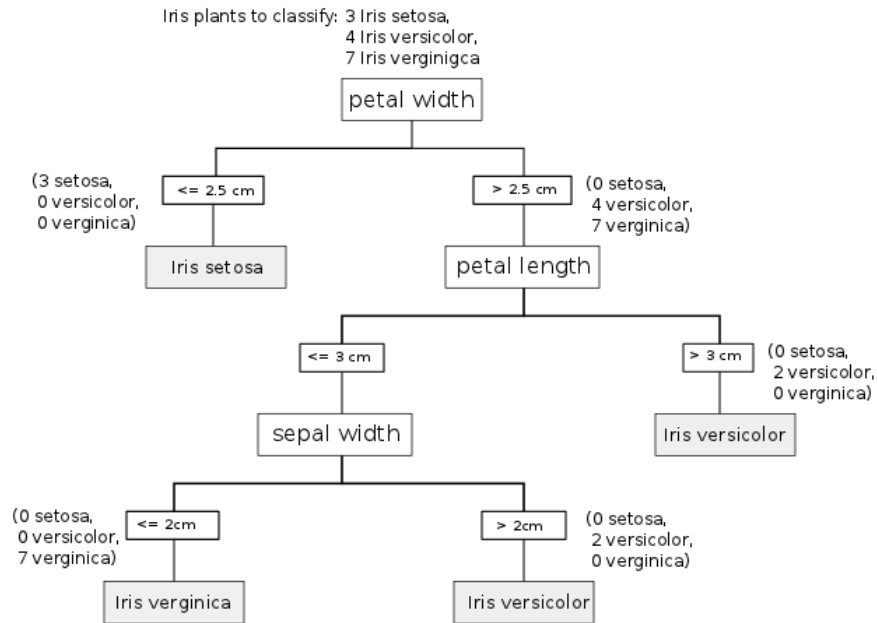 Iris plants to classify: 3 Iris setosa,
4 Iris versicolor,
7 Iris verginigca
petal width
(3 setosa,
0 versicolor,
0 verginica)
<= 2.5 cm
> 2.5 cm
(0 setosa,
4 versicolor,
7 verginica)
Iris setosa
petal length
<= 3 cm
> 3 cm
(0 setosa,
2 versicolor,
0 verginica)
sepal width
Iris versicolor
(0 setosa,
0 versicolor,
7 verginica)
<= 2cm
> 2cm
(0 setosa,
2 versicolor,
0 verginica)
Iris verginica
Iris versicolor